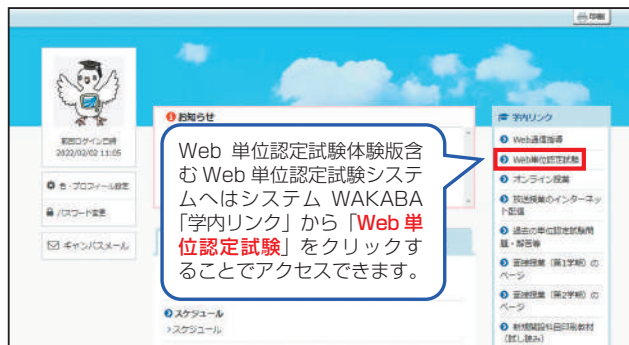 印刷
前回ログイン日時
2022/02/02 11:05
色・プロフィール設定
パスワード変更
キャンパスメール
お知らせ
Web 単位認定試験体験版含
む Web 単位認定試験システ
ムへはシステム WAKABA
「学内リンク」から「Web 単
位認定試験」をクリックす
ることでアクセスできます。
スケジュール
>スケジュール
学内リンク
Web通信指導
Web単位認定試験
オンライン授業
放送授業のインターネッ
ト配信
過去の単位認定試験問
題・解答等
面接授業（第1学期）の
ページ
面接授業（第2学期）の
ページ
新規開設科目印刷教材
（試し読み）